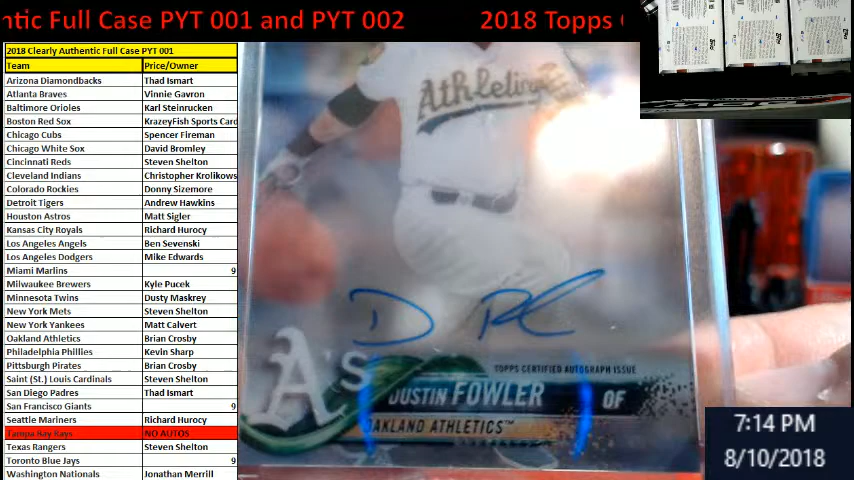 ntic Full Case PYT 001 and PYT 002 2018 Topps
2018 Clearly Authentic Full Case PYT 001
Team Price/Owner
Arizona Diamondbacks Thad Ismart
Atlanta Braves Vinnie Gavron
Baltimore Orioles Karl Steinrucken
Boston Red Sox KrazeyFish Sports Card
Chicago Cubs Spencer Fireman
Chicago White Sox David Bromley
Cincinnati Reds Steven Shelton
Cleveland Indians Christopher Krolikows
Colorado Rockies Donny Sizemore
Detroit Tigers Andrew Hawkins
Houston Astros Matt Sigler
Kansas City Royals Richard Hurocy
Los Angeles Angels Ben Sevenski
Los Angeles Dodgers Mike Edwards
Miami Marlins 9
Milwaukee Brewers Kyle Pucek
Minnesota Twins Dusty Maskrey
New York Mets Steven Shelton
New York Yankees Matt Calvert
Oakland Athletics Brian Crosby
Philadelphia Phillies Kevin Sharp
Pittsburgh Pirates Brian Crosby
Saint (St.) Louis Cardinals Steven Shelton
San Diego Padres Thad Ismart
San Francisco Giants 9
Seattle Mariners Richard Hurocy
Tampa Bay Rays NO AUTOS
Texas Rangers Steven Shelton
Toronto Blue Jays 9
Washington Nationals Jonathan Merrill
Athletics
A's
TOPPS CERTIFIED AUTOGRAPH ISSUE
DUSTIN FOWLER OF
OAKLAND ATHLETICS™
7:14 PM
8/10/2018